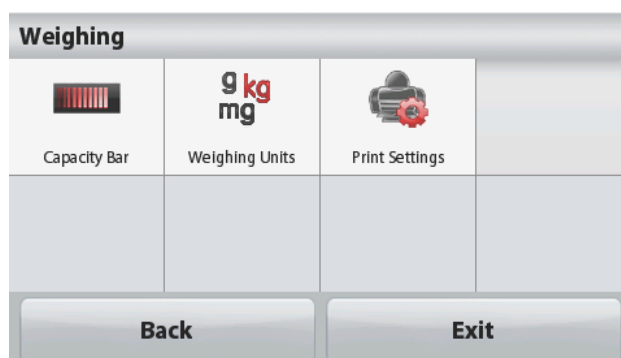 Weighing
g kg
mg
Capacity Bar
Weighing Units
Print Settings
Back
Exit